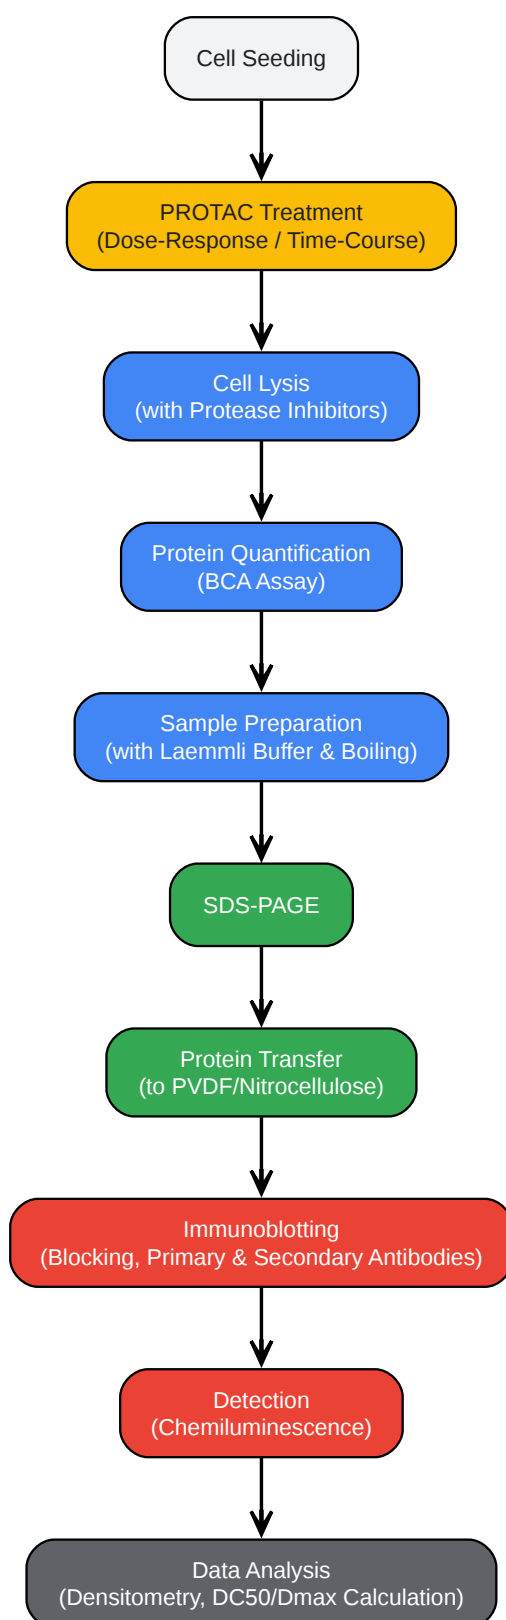 Cell Seeding
PROTAC Treatment
(Dose-Response / Time-Course)
Cell Lysis
(with Protease Inhibitors)
Protein Quantification
(BCA Assay)
Sample Preparation
(with Laemmli Buffer & Boiling)
SDS-PAGE
Protein Transfer
(to PVDF/Nitrocellulose)
Immunoblotting
(Blocking, Primary & Secondary Antibodies)
Detection
(Chemiluminescence)
Data Analysis
(Densitometry, DC50/Dmax Calculation)